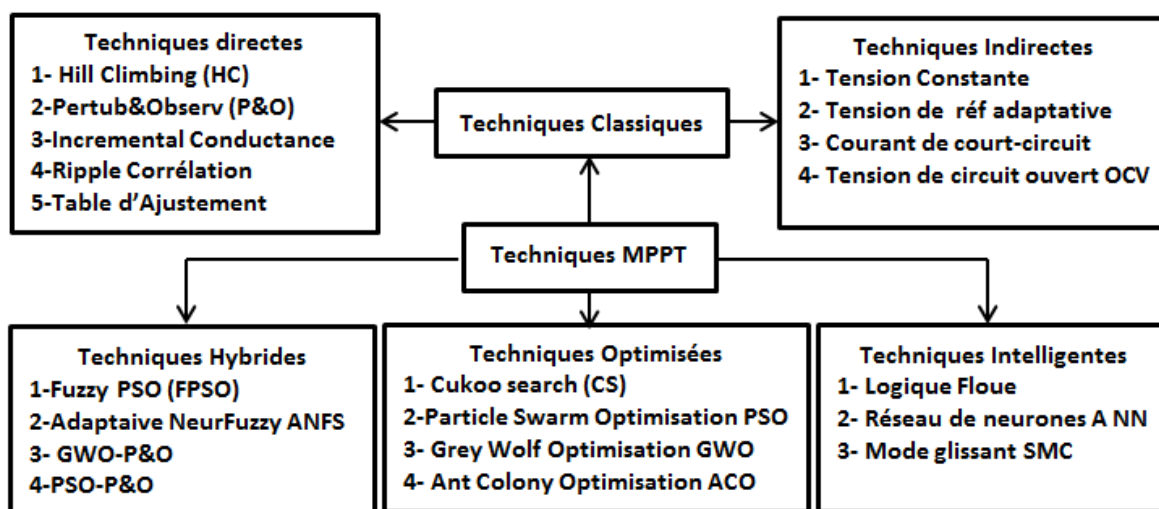 Techniques directes
1- Hill Climbing (HC)
2-Pertub&Observ (P&O)
3-Incremental Conductance
4-Ripple Corrélation
5-Table d'Ajustement
Techniques Classiques
Techniques Indirectes
1- Tension Constante
2- Tension de réf adaptative
3- Courant de court-circuit
4- Tension de circuit ouvert OCV
Techniques MPPT
Techniques Hybrides
1-Fuzzy PSO (FPSO)
2-Adaptaive NeurFuzzy ANFS
3- GWO-P&O
4-PSO-P&O
Techniques Optimisées
1- Cukoo search (CS)
2-Particle Swarm Optimisation PSO
3- Grey Wolf Optimisation GWO
4- Ant Colony Optimisation ACO
Techniques Intelligentes
1- Logique Floue
2- Réseau de neurones A NN
3- Mode glissant SMC